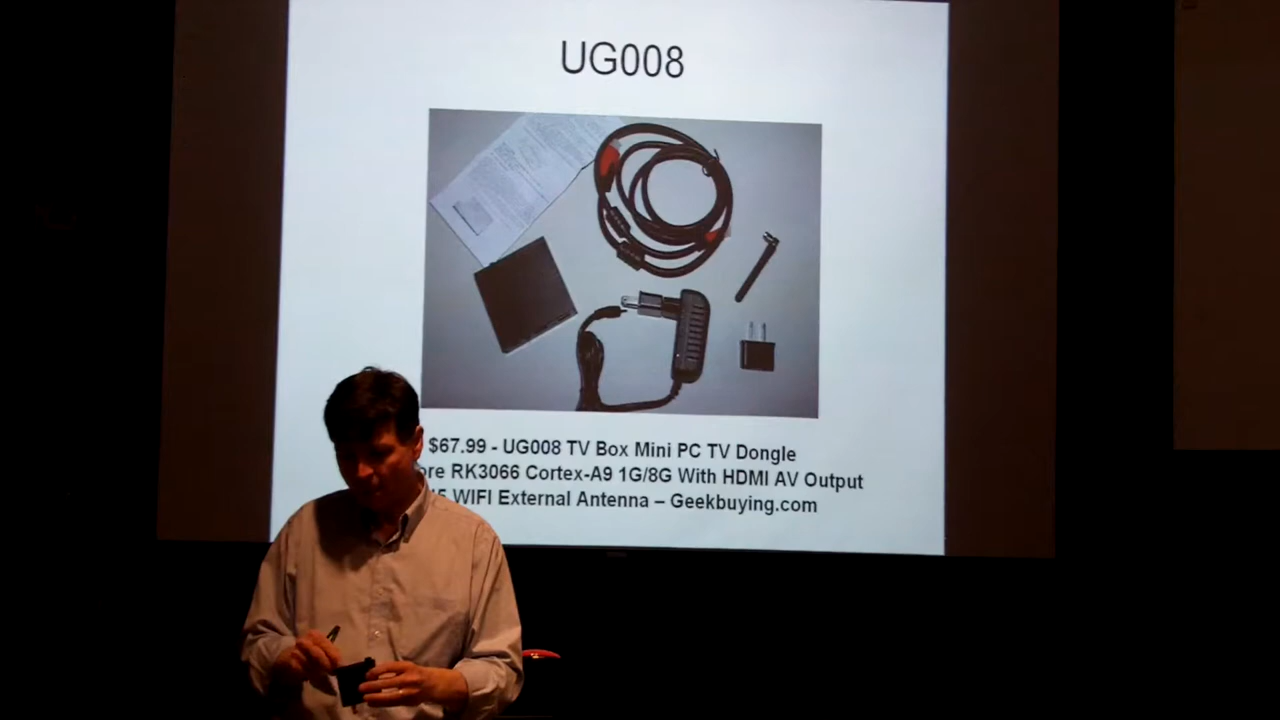 UG008
$67.99 - UG008 TV Box Mini PC TV Dongle
RK3066 Cortex-A9 1G/8G With HDMI AV Output
WIFI External Antenna – Geekbuying.com